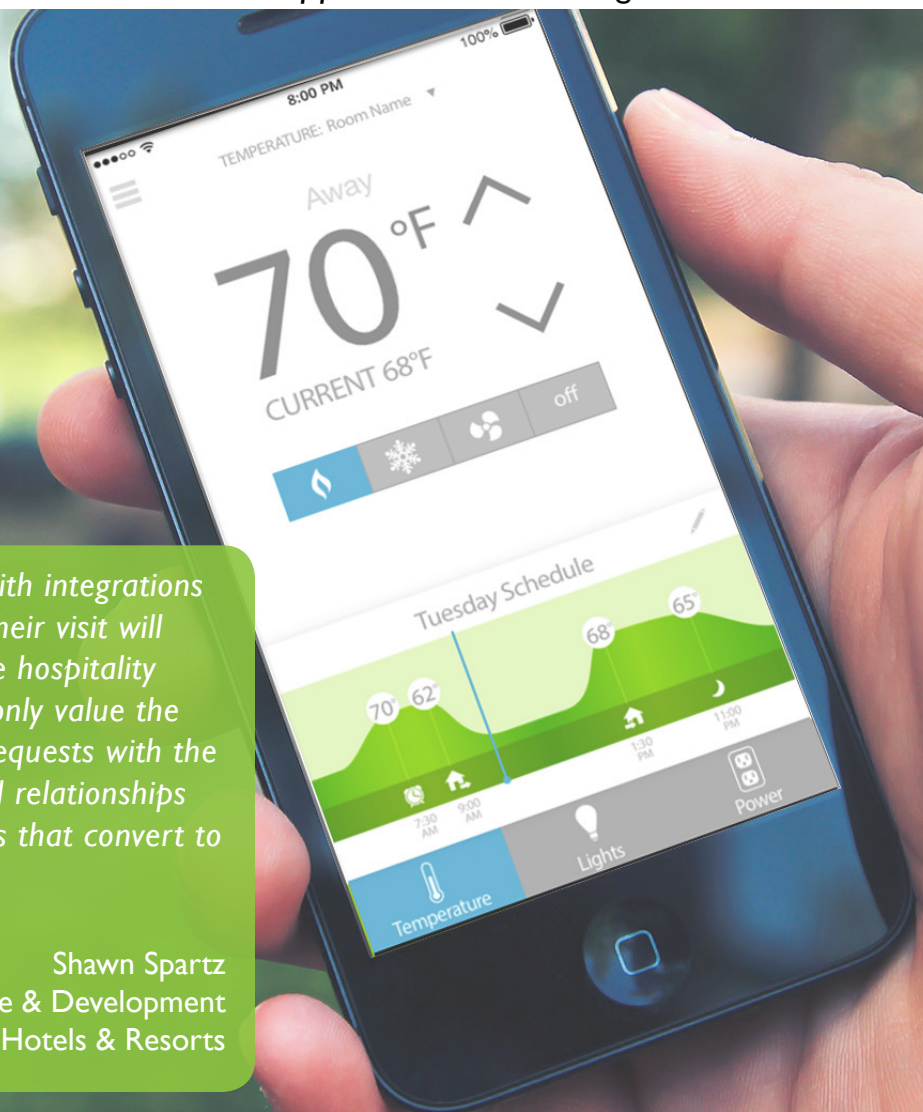 100%
8:00 PM
TEMPERATURE: Room Name
Away
70 °F
CURRENT 68°F
off
Tuesday Schedule
70° 62° 68° 65°
7:30 AM
9:00 AM
1:30 PM
11:00 PM
Temperature
Lights
Power
ith integrations
heir visit will
e hospitality
only value the
equests with the
l relationships
s that convert to
Shawn Spartz
e & Development
Hotels & Resorts